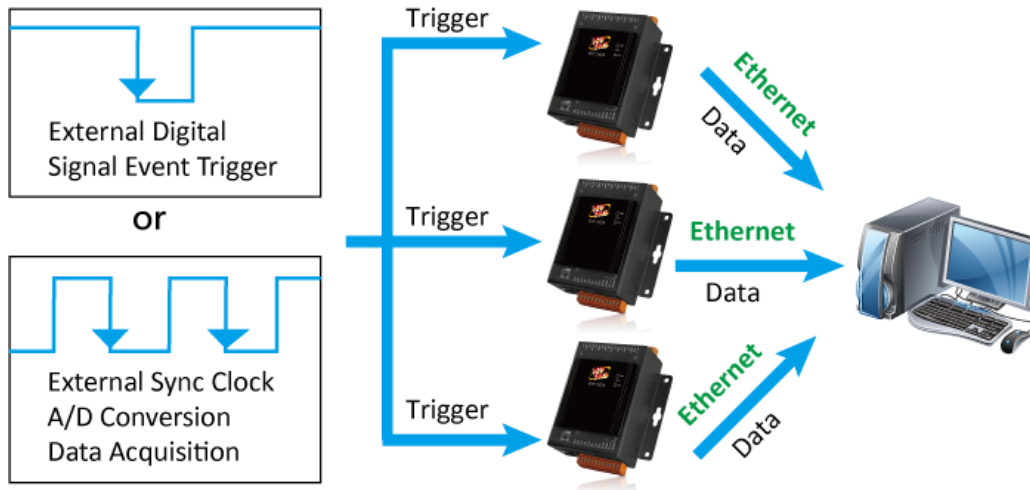 External Digital
Signal Event Trigger
or
External Sync Clock
A/D Conversion
Data Acquisition
Trigger
Trigger
Trigger
Ethernet
Data
Ethernet
Data
Ethernet
Data